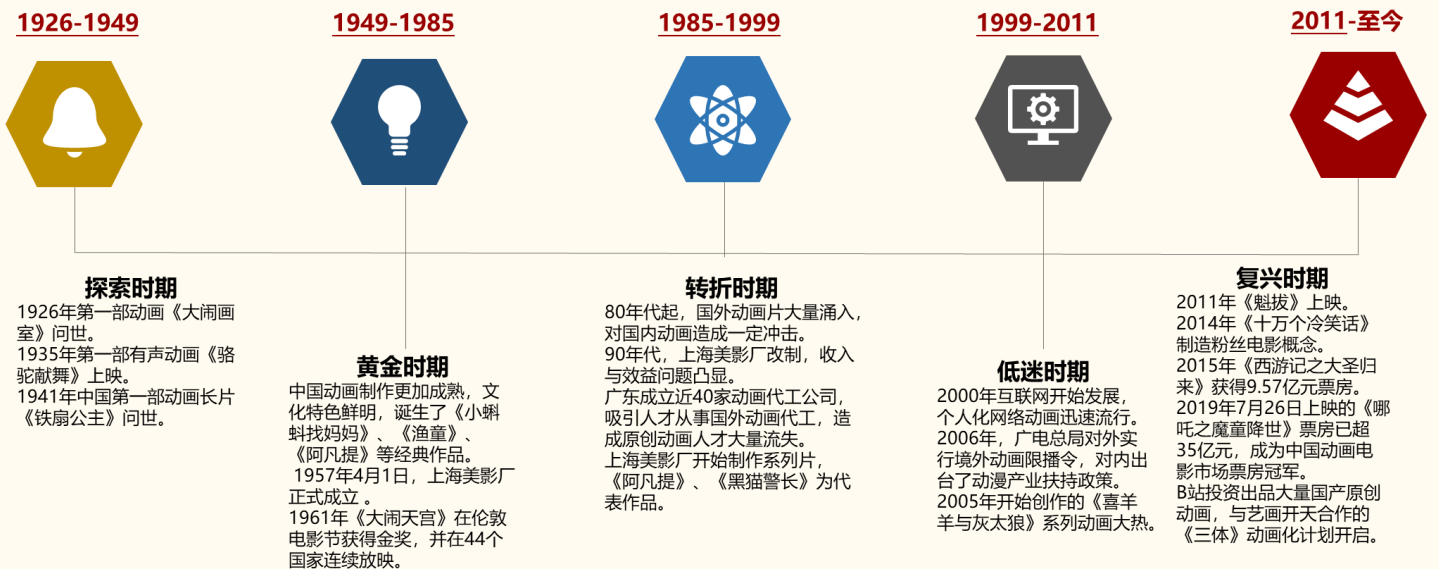 1926-1949
探索时期
1926年第一部动画《大闹画
室》问世。
1935年第一部有声动画《骆
驼献舞》上映。
1941年中国第一部动画长片
《铁扇公主》问世。
1949-1985
黄金时期
中国动画制作更加成熟，文
化特色鲜明，诞生了《小蝌
蚪找妈妈》、《渔童》、
《阿凡提》等经典作品。
1957年4月1日，上海美影厂
正式成立 。
1961年《大闹天宫》在伦敦
电影节获得金奖，并在44个
国家连续放映。
1985-1999
转折时期
80年代起，国外动画片大量涌入，
对国内动画造成一定冲击。
90年代，上海美影厂改制，收入
与效益问题凸显。
广东成立近40家动画代工公司，
吸引人才从事国外动画代工，造
成原创动画人才大量流失。
上海美影厂开始制作系列片，
《阿凡提》、《黑猫警长》为代
表作品。
1999-2011
低迷时期
2000年互联网开始发展，
个人化网络动画迅速流行。
2006年，广电总局对外实
行境外动画限播令，对内出
台了动漫产业扶持政策。
2005年开始创作的《喜羊
羊与灰太狼》系列动画大热。
2011-至今
复兴时期
2011年《魁拔》上映。
2014年《十万个冷笑话》
制造粉丝电影概念。
2015年《西游记之大圣归
来》获得9.57亿元票房。
2019年7月26日上映的《哪
吒之魔童降世》票房已超
35亿元，成为中国动画电
影市场票房冠军。
B站投资出品大量国产原创
动画，与艺画开天合作的
《三体》动画化计划开启。